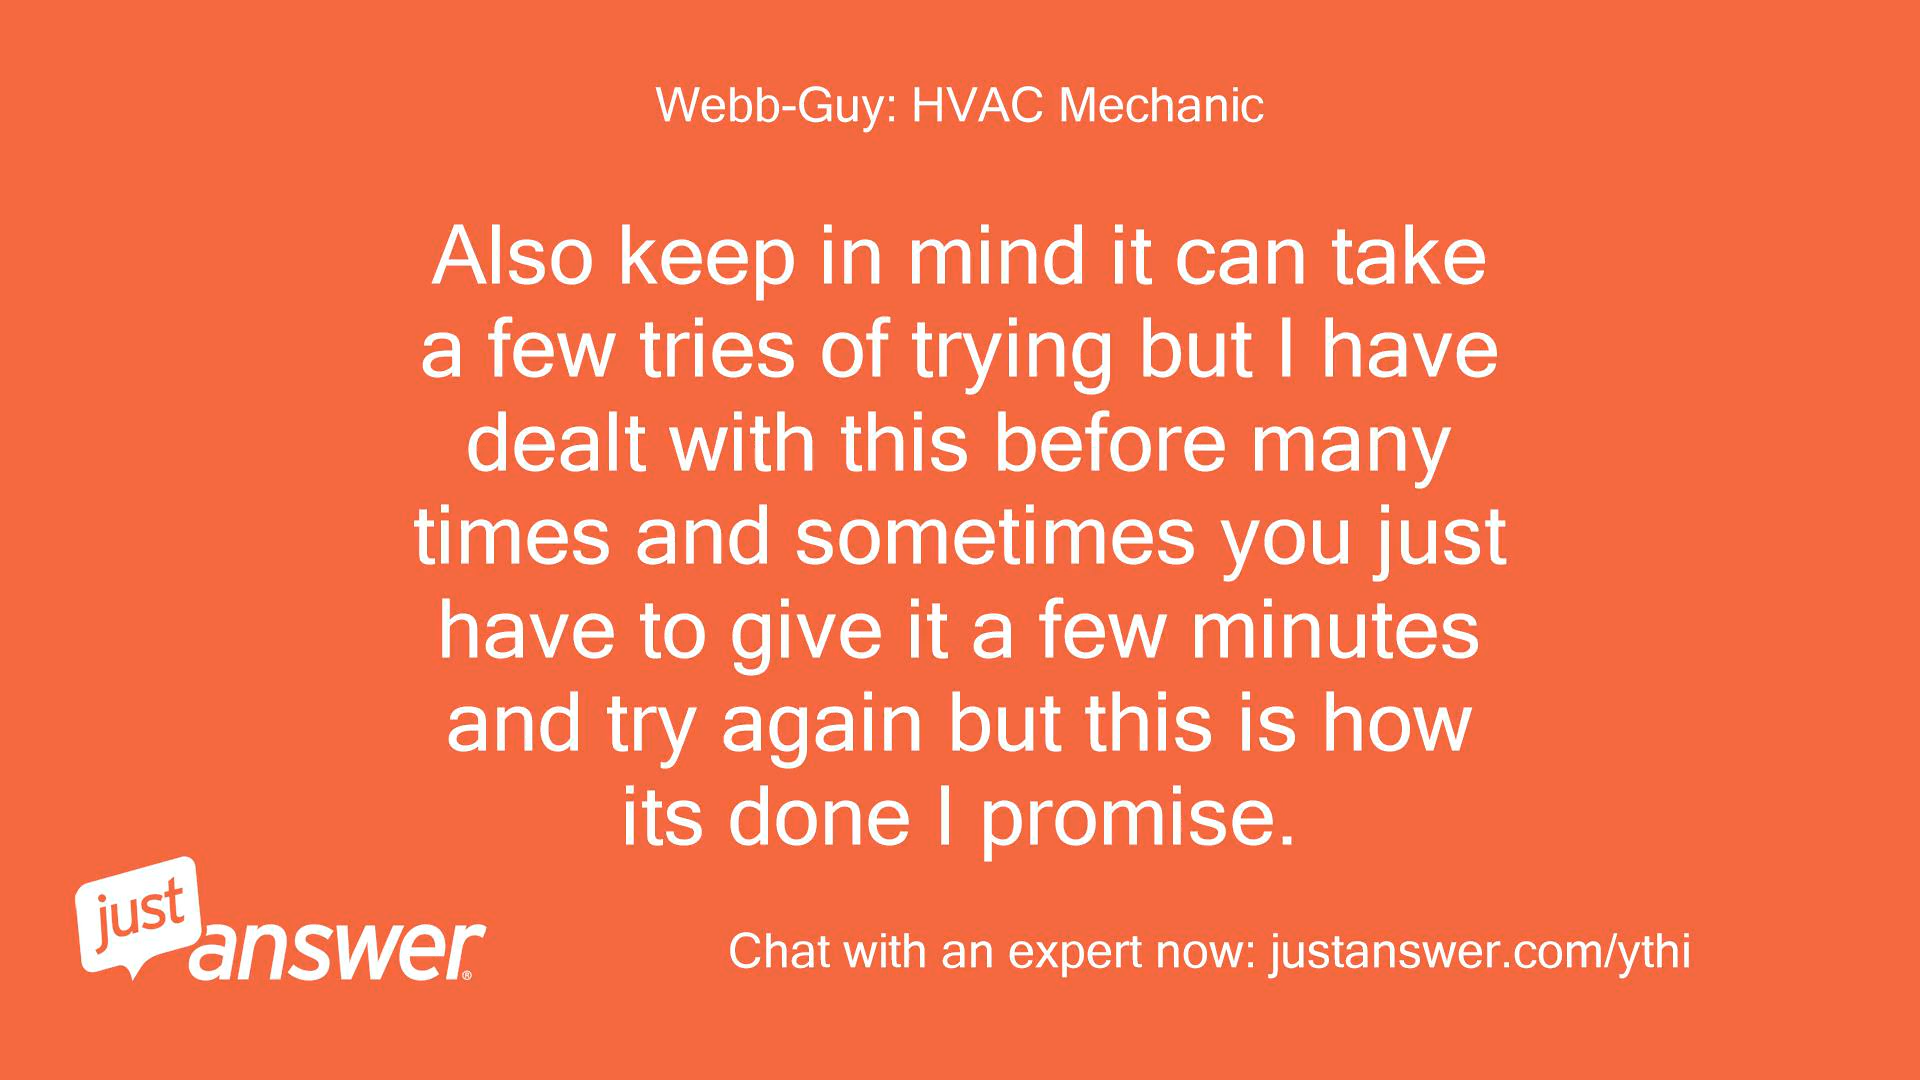 Webb-Guy: HVAC Mechanic
Also keep in mind it can take
a few tries of trying but I have
dealt with this before many
times and sometimes you just
have to give it a few minutes
and try again but this is how
its done I promise.
just
answer®
Chat with an expert now: justanswer.com/ythi